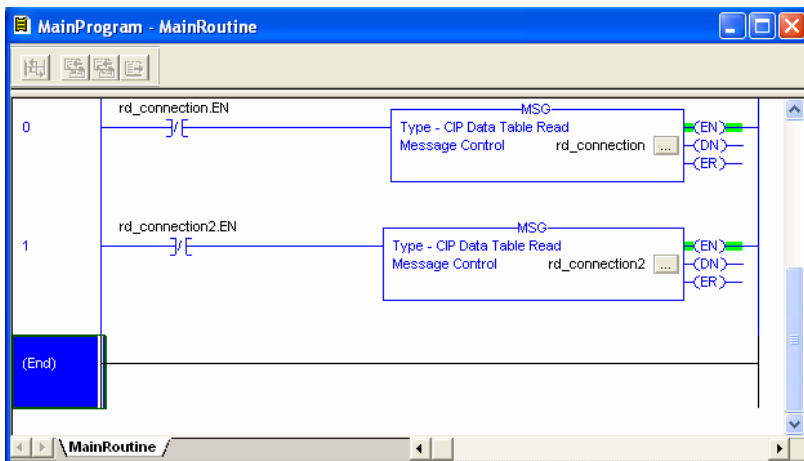 MainProgram - MainRoutine
0
rd_connection.EN
MSG
Type - CIP Data Table Read
Message Control rd_connection ...
(EN)
(DN)
(ER)
1
rd_connection2.EN
MSG
Type - CIP Data Table Read
Message Control rd_connection2 ...
(EN)
(DN)
(ER)
(End)
MainRoutine